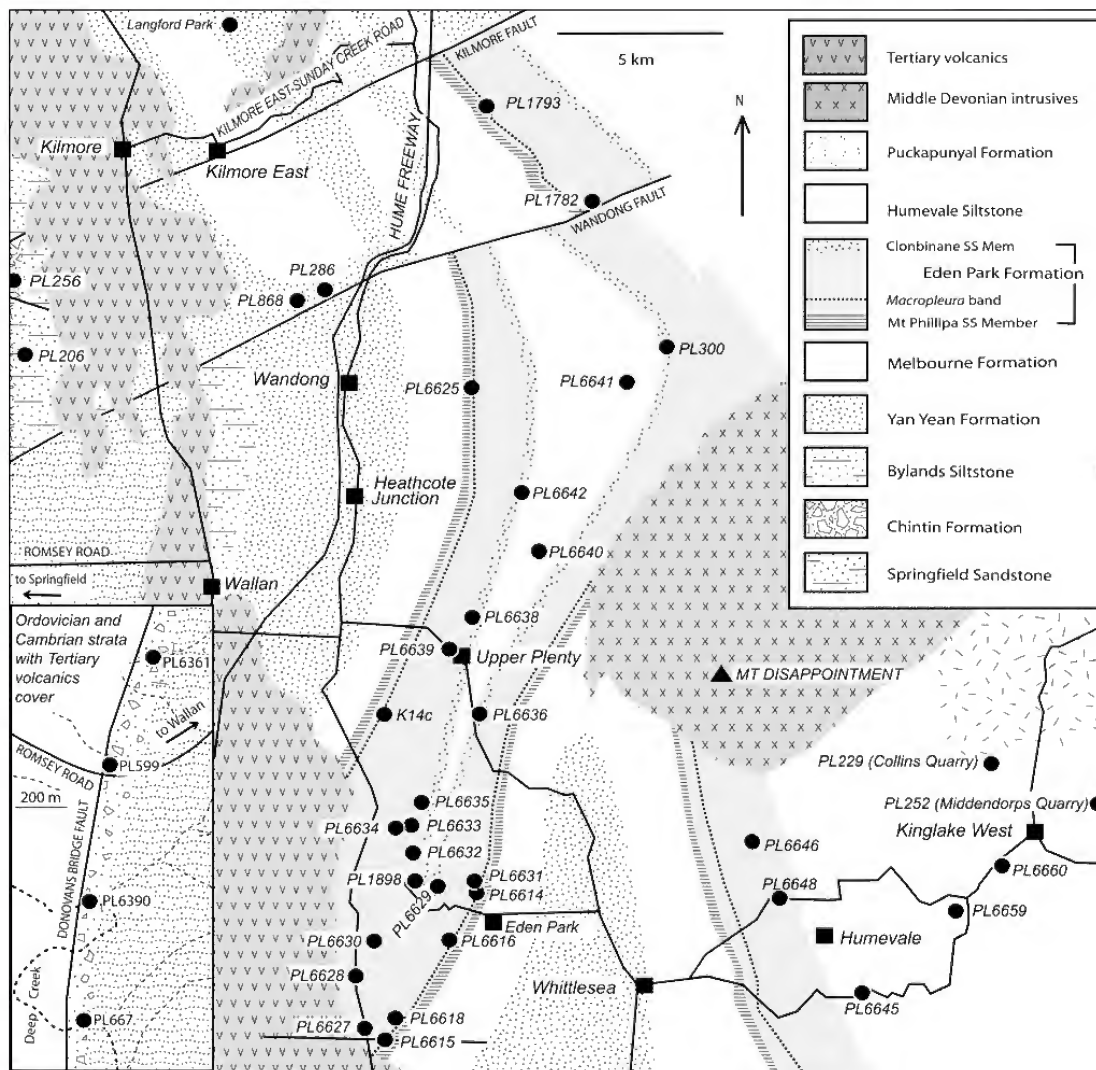 Langford Park
KILMORE EAST-SUNDAY CREEK ROAD
KILMORE FAULT
5 km
N
Kilmore
Kilmore East
HUME FREEWAY
PL1793
PL1782
WANDONG FAULT
PL256
PL286
PL868
PL206
PL300
Wandong
PL6625
PL6641
Heathcote
Junction
PL6642
PL6640
ROMSEY ROAD
to Springfield
Wallan
PL6638
PL6639
Upper Plenty
MT DISAPPOINTMENT
K14c
PL6636
PL229 (Collins Quarry)
PL252 (Middendorps Quarry)
Kinglake West
PL6635
PL6634
PL6633
PL6632
PL6646
PL6660
PL1898
PL6629
PL6631
PL6614
PL6648
PL6659
Eden Park
PL6630
PL6616
Humevale
PL6628
Whittlesea
PL6645
PL6618
PL6627
PL6615
Tertiary volcanics
Middle Devonian intrusives
Puckapunyal Formation
Humevale Siltstone
Clonbinane SS Mem
Eden Park Formation
Macropleura band
Mt Phillipa SS Member
Melbourne Formation
Yan Yean Formation
Bylands Siltstone
Chintin Formation
Springfield Sandstone
Ordovician and
Cambrian strata
with Tertiary
volcanics
cover
PL6361
to Wallan
PL599
ROMSEY ROAD
200 m
DONOVANS BRIDGE FAULT
PL6390
Deep Creek
PL667